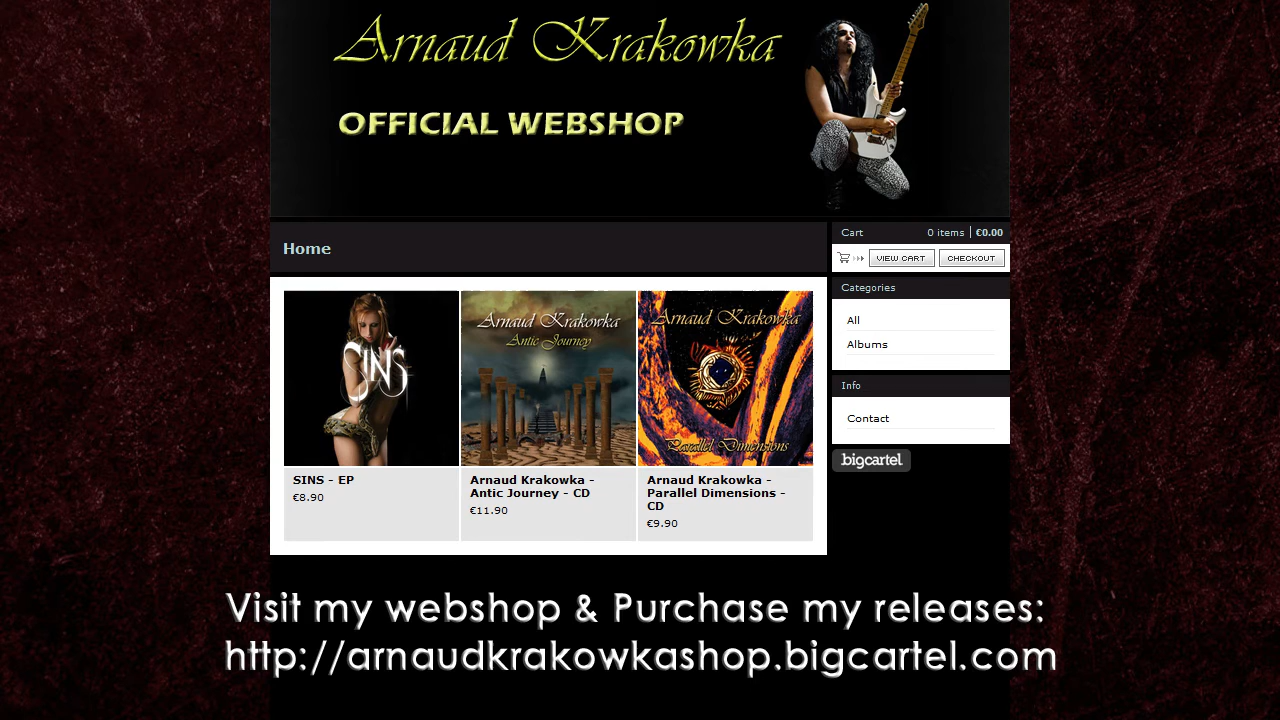 Arnaud Krakowka
OFFICIAL WEBSHOP
Home
Cart 0 items €0.00
VIEW CART CHECKOUT
Categories
All
Albums
Info
Contact
bigcartel
SINS
Arnaud Krakowka
Antic Journey
Arnaud Krakowka
Parallel Dimensions
SINS - EP
€8.90
Arnaud Krakowka -
Antic Journey - CD
€11.90
Arnaud Krakowka -
Parallel Dimensions -
CD
€9.90
Visit my webshop & Purchase my releases:
http://arnaudkrakowkashop.bigcartel.com